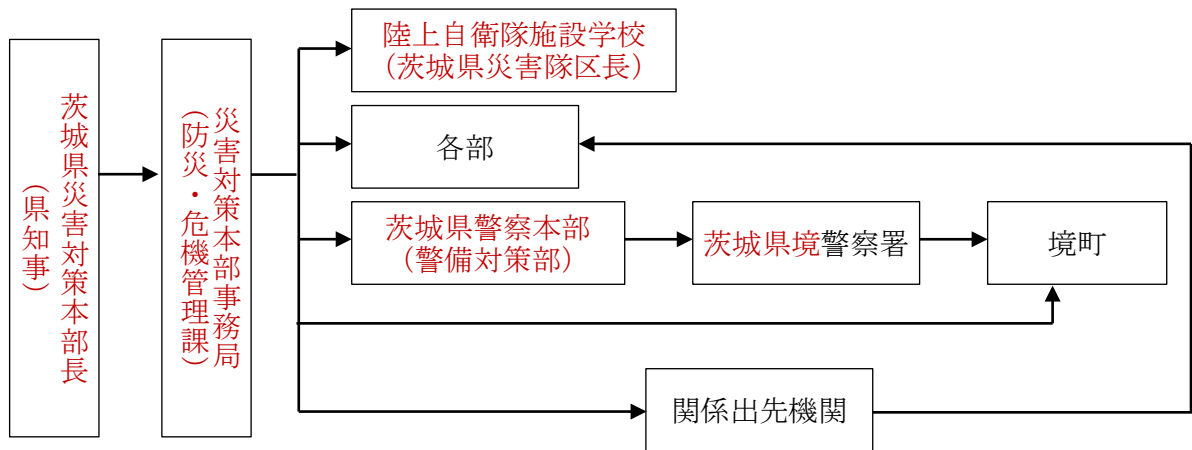 茨城県災害対策本部長
(県知事)
災害対策本部事務局
(防災・危機管理課)
陸上自衛隊施設学校
(茨城県災害隊区長)
各部
茨城県警察本部
(警備対策部)
茨城県境警察署
境町
関係出先機関